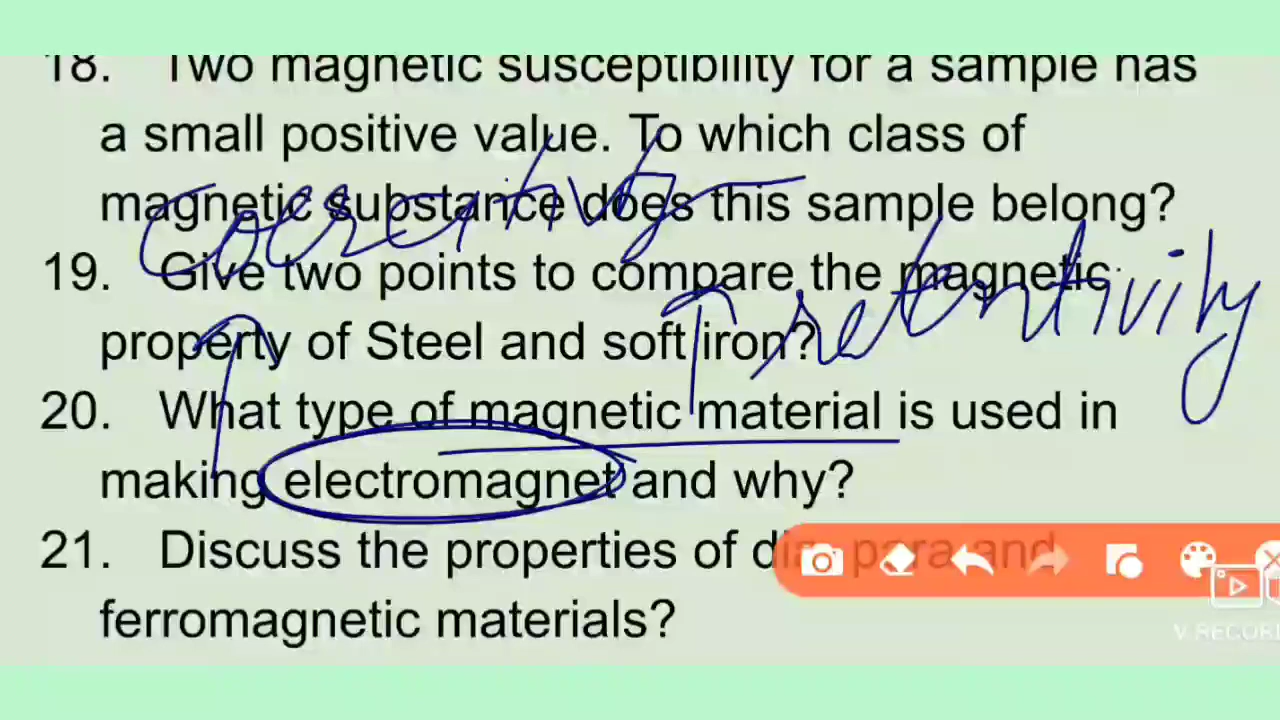 18. Two magnetic susceptibility for a sample has
a small positive value. To which class of
magnetic substance does this sample belong?
coercivity
19. Give two points to compare the magnetic
property of Steel and soft iron?
retentivity
20. What type of magnetic material is used in
making electromagnet and why?
21. Discuss the properties of dia, para and
ferromagnetic materials?
V RECOR